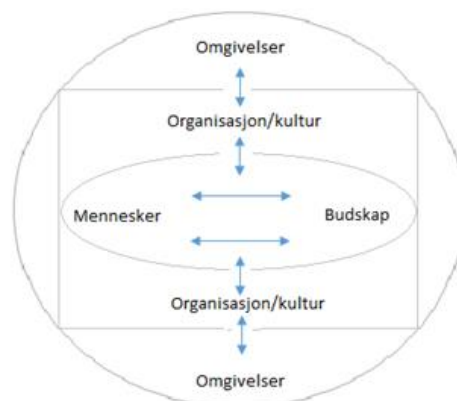 Omgivelser
Organisasjon/kultur
Mennesker Budskap
Organisasjon/kultur
Omgivelser